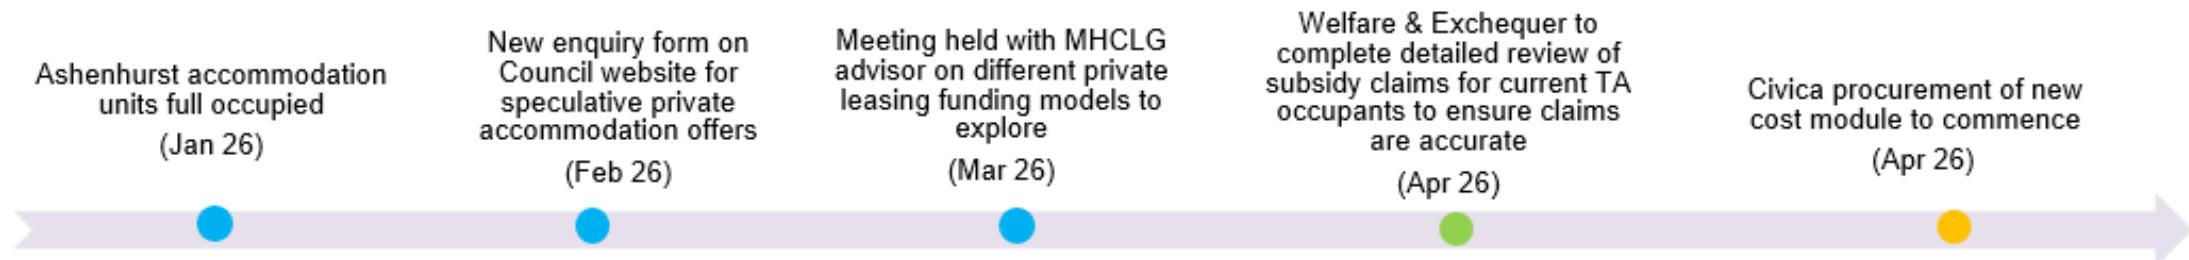 Ashenhurst accommodation
units full occupied
(Jan 26)
New enquiry form on
Council website for
speculative private
accommodation offers
(Feb 26)
Meeting held with MHCLG
advisor on different private
leasing funding models to
explore
(Mar 26)
Welfare & Exchequer to
complete detailed review of
subsidy claims for current TA
occupants to ensure claims
are accurate
(Apr 26)
Civica procurement of new
cost module to commence
(Apr 26)